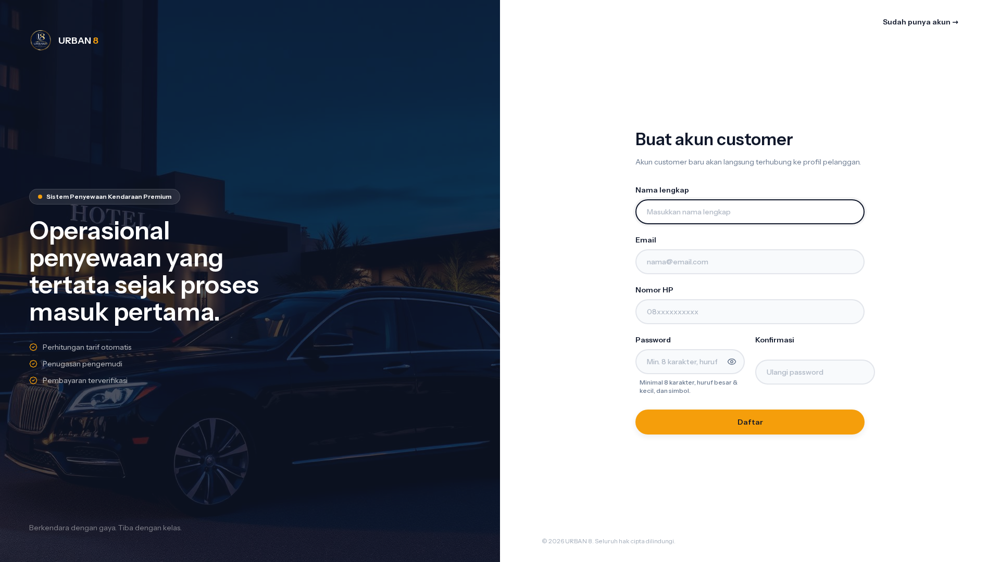 URBAN 8
Sistem Penyewaan Kendaraan Premium
HOTEL
Operasional
penyewaan yang
tertata sejak proses
masuk pertama.
Perhitungan tarif otomatis
Penugasan pengemudi
Pembayaran terverifikasi
Berkendara dengan gaya. Tiba dengan kelas.
Sudah punya akun →
Buat akun customer
Akun customer baru akan langsung terhubung ke profil pelanggan.
Nama lengkap
Masukkan nama lengkap
Email
nama@email.com
Nomor HP
08xxxxxxxxxx
Password
Min. 8 karakter, huruf
Minimal 8 karakter, huruf besar &
kecil, dan simbol.
Konfirmasi
Ulangi password
Daftar
© 2026 URBAN 8. Seluruh hak cipta dilindungi.